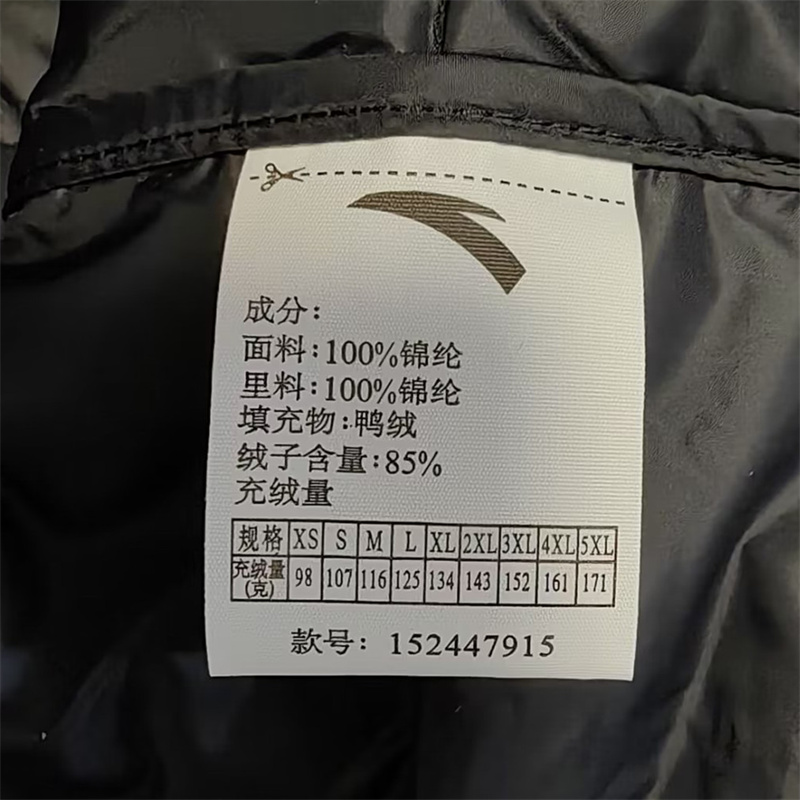 成分:
面料:100%锦纶
里料:100%锦纶
填充物:鸭绒
绒子含量:85%
充绒量
规格 XS S M L XL 2XL 3XL 4XL 5XL
充绒量(克) 98 107 116 125 134 143 152 161 171
款号: 152447915